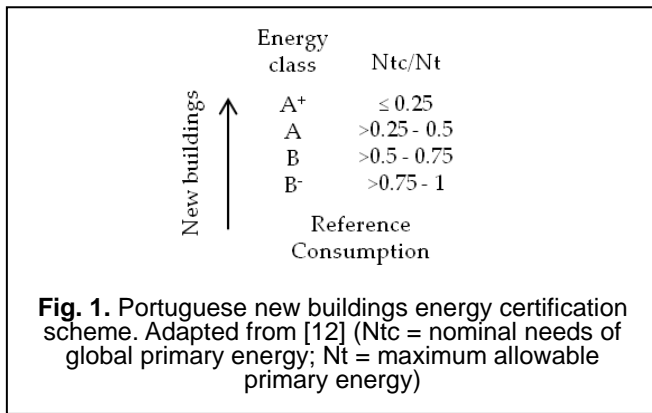 Energy class Ntc/Nt
New buildings
A+ ≤ 0.25
A >0.25 - 0.5
B >0.5 - 0.75
B- >0.75 - 1
Reference
Consumption
Fig. 1. Portuguese new buildings energy certification
scheme. Adapted from [12] (Ntc = nominal needs of
global primary energy; Nt = maximum allowable
primary energy)